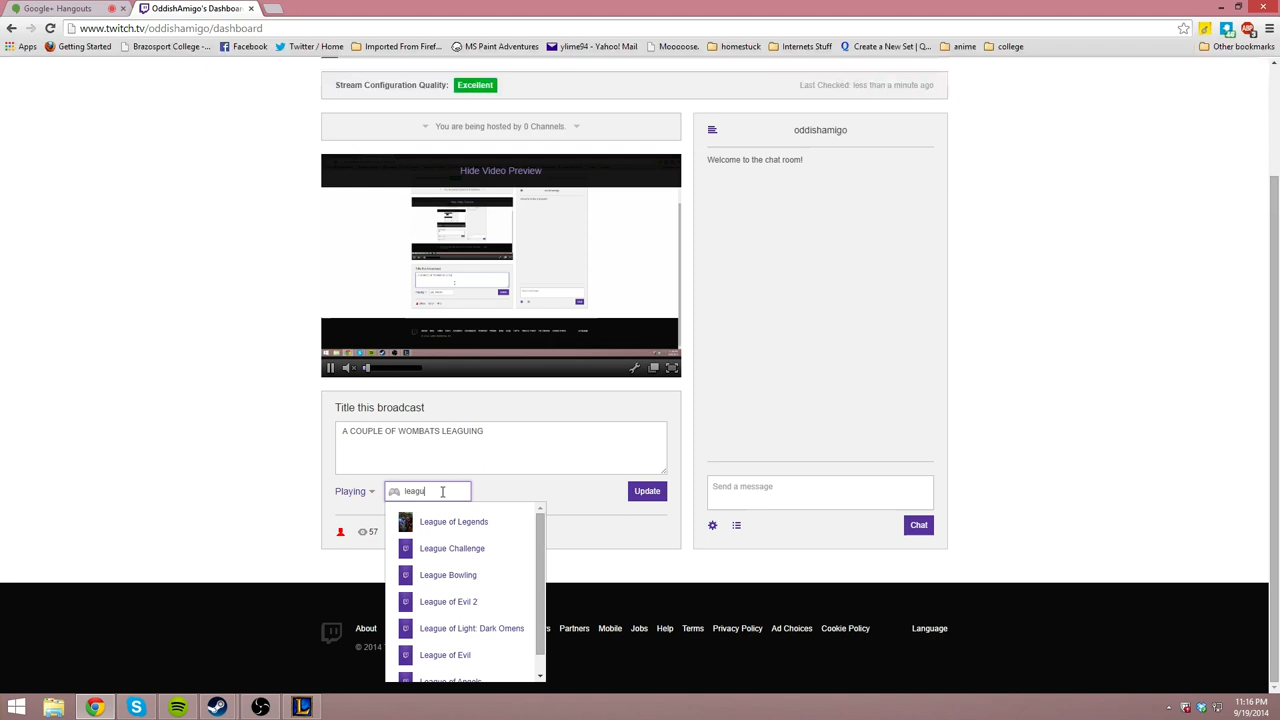 Google+ Hangouts
OddishAmigo's Dashboard
www.twitch.tv/oddishamigo/dashboard
Apps
Getting Started
Brazosport College -...
Facebook
Twitter / Home
Imported From Firef...
MS Paint Adventures
ylime94 - Yahoo! Mail
Mooooose.
homestuck
Internets Stuff
Create a New Set | Q...
anime
college
Other bookmarks
Stream Configuration Quality: Excellent
Last Checked: less than a minute ago
You are being hosted by 0 Channels.
oddishamigo
Welcome to the chat room!
Hide Video Preview
Title this broadcast
A COUPLE OF WOMBATS LEAGUING
Playing
leagu
Update
Send a message
Chat
57
League of Legends
League Challenge
League Bowling
League of Evil 2
League of Light: Dark Omens
League of Evil
League of Angels
About
Partners
Mobile
Jobs
Help
Terms
Privacy Policy
Ad Choices
Cookie Policy
Language
© 2014
11:16 PM
9/19/2014